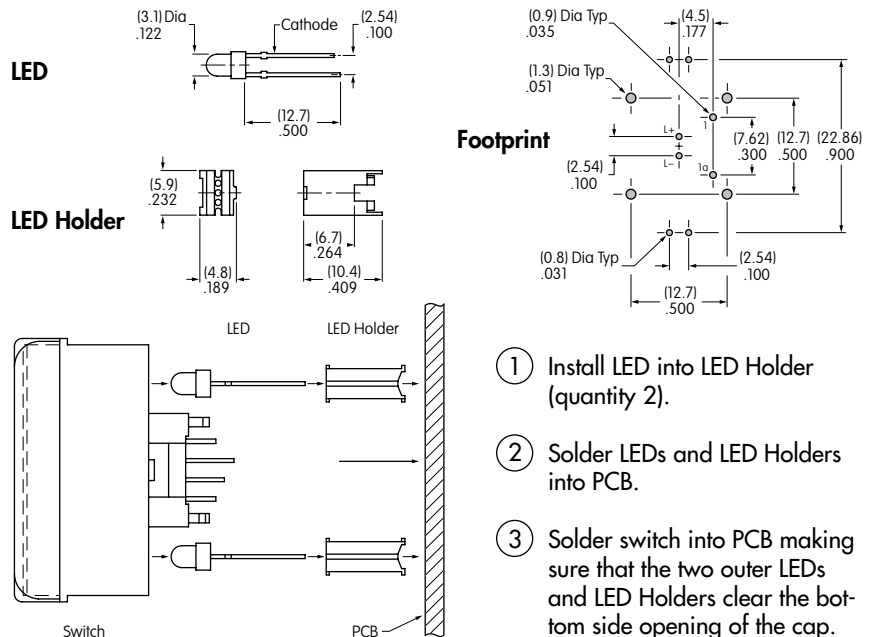 LED
(3.1) Dia
.122
Cathode
(2.54)
.100
(12.7)
.500
LED Holder
(5.9)
.232
(4.8)
.189
(6.7)
.264
(10.4)
.409
Footprint
(0.9) Dia Typ
.035
(4.5)
.177
(1.3) Dia Typ
.051
L+
L–
1
1a
(2.54)
.100
(7.62)
.300
(12.7)
.500
(22.86)
.900
(0.8) Dia Typ
.031
(2.54)
.100
(12.7)
.500
LED
LED Holder
Switch
PCB
1 Install LED into LED Holder
(quantity 2).
2 Solder LEDs and LED Holders
into PCB.
3 Solder switch into PCB making
sure that the two outer LEDs
and LED Holders clear the bot-
tom side opening of the cap.